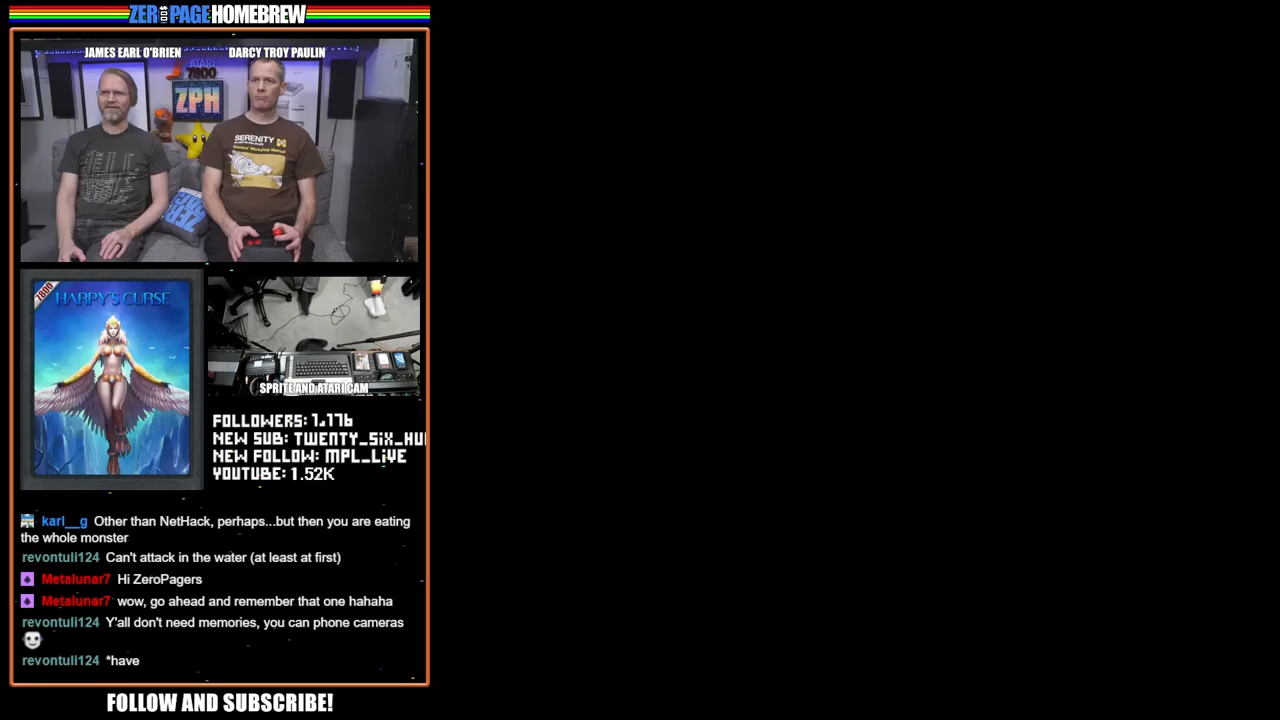 ZERO PAGE HOMEBREW
JAMES EARL O'BRIEN
DARCY TROY PAULIN
ATARI
7800
ZPH
SERENITY
7800
HARPY'S CURSE
SPRITE AND ATARI CAM
FOLLOWERS: 1,176
NEW SUB: TWENTY_SIX_HU
NEW FOLLOW: MPL_LIVE
YOUTUBE: 1.52K
karl__g Other than NetHack, perhaps...but then you are eating
the whole monster
revontuli124 Can't attack in the water (at least at first)
Metalunar7 Hi ZeroPagers
Metalunar7 wow, go ahead and remember that one hahaha
revontuli124 Y'all don't need memories, you can phone cameras
revontuli124 *have
FOLLOW AND SUBSCRIBE!